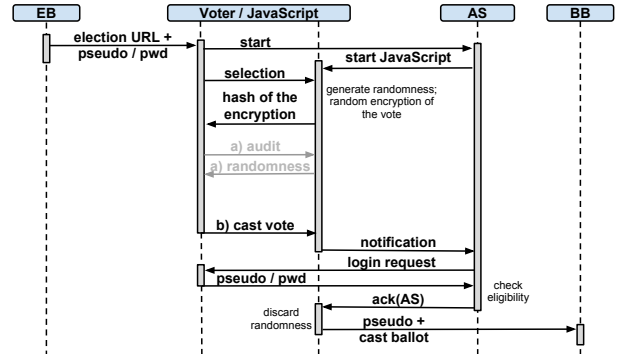 EB
Voter / JavaScript
AS
BB
election URL +
pseudo / pwd
start
start JavaScript
selection
generate randomness;
random encryption of
the vote
hash of the
encryption
a) audit
a) randomness
b) cast vote
notification
login request
pseudo / pwd
check
eligibility
ack(AS)
discard
randomness
pseudo +
cast ballot